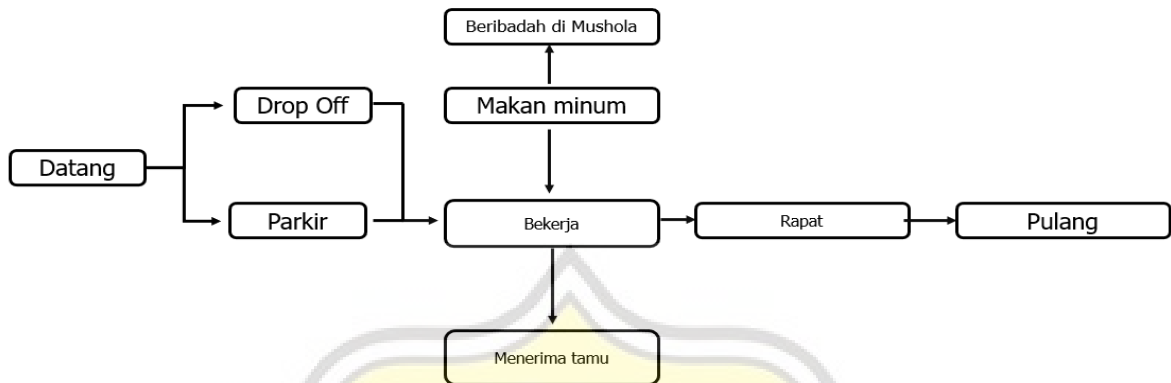 Beribadah di Mushola
Drop Off
Makan minum
Datang
Parkir
Bekerja
Rapat
Pulang
Menerima tamu